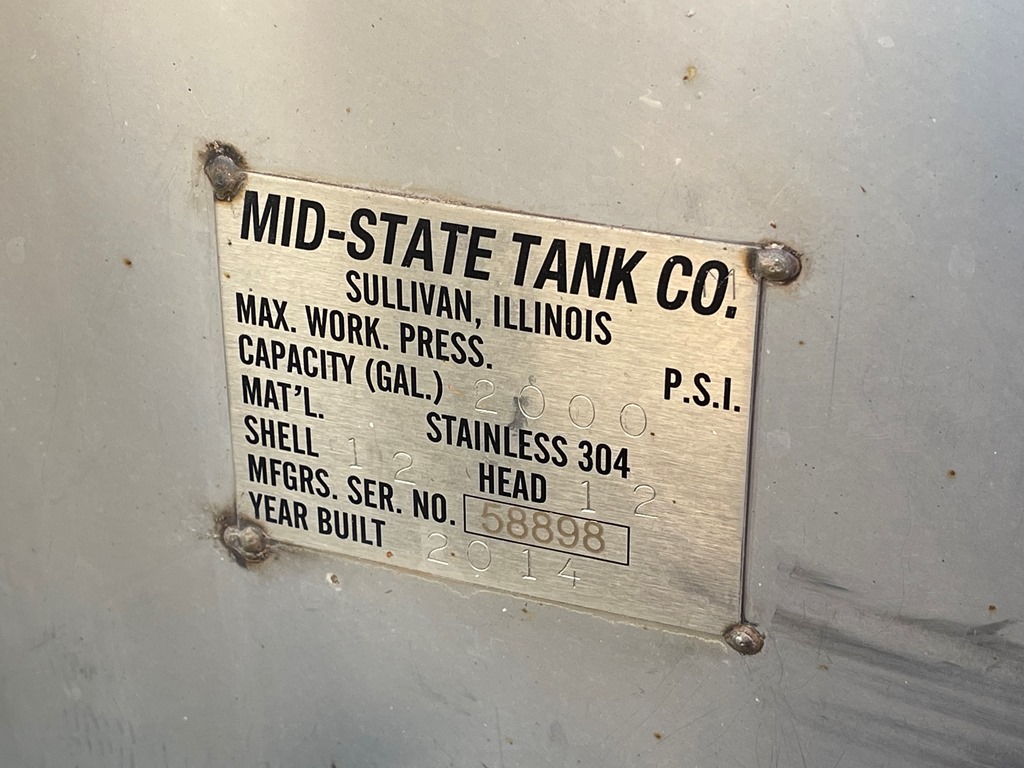 MID-STATE TANK CO.
SULLIVAN, ILLINOIS
MAX. WORK. PRESS. P.S.I.
CAPACITY (GAL.) 2000
MAT'L. STAINLESS 304
SHELL 12 HEAD 12
MFGRS. SER. NO. 58898
YEAR BUILT 2014